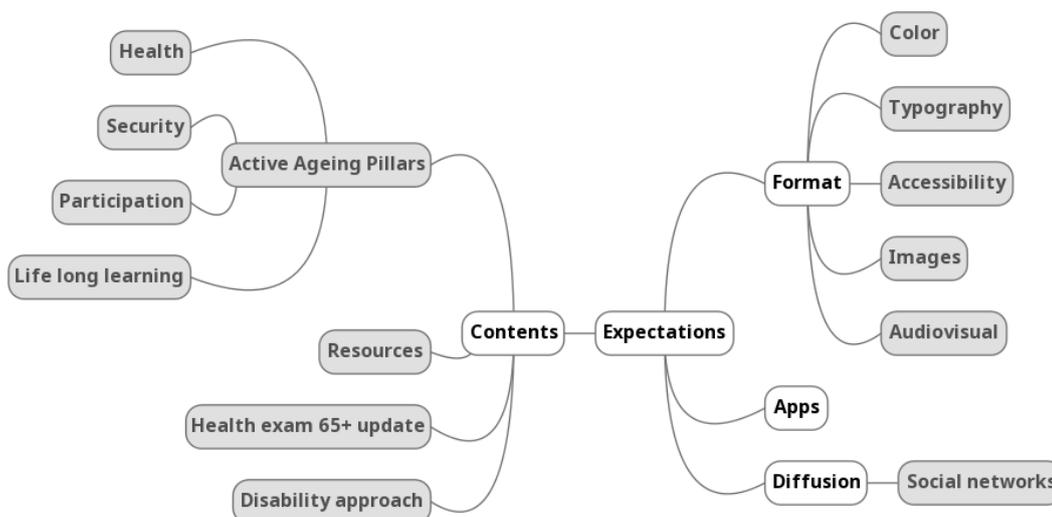 Health
Security
Active Ageing Pillars
Participation
Life long learning
Resources
Contents
Health exam 65+ update
Disability approach
Expectations
Format
Color
Typography
Accessibility
Images
Audiovisual
Apps
Diffusion
Social networks